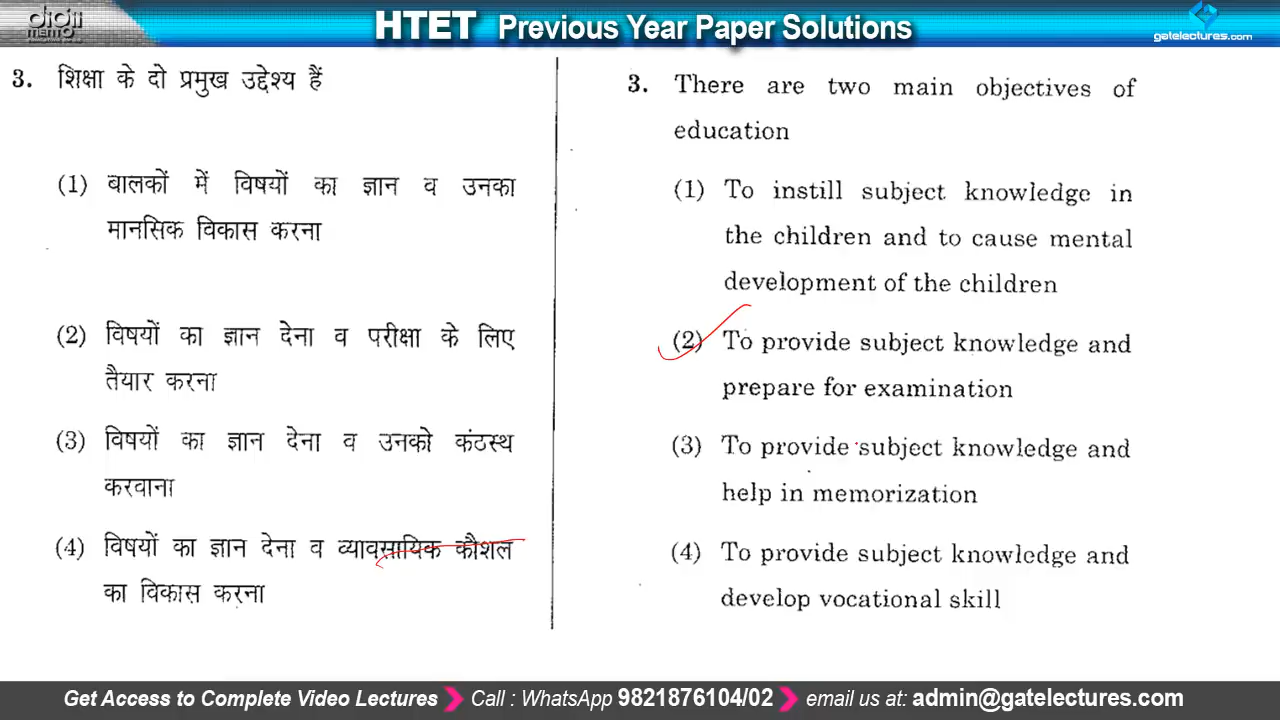 digii
MENTO
HTET Previous Year Paper Solutions
gatelectures.com
3. शिक्षा के दो प्रमुख उद्देश्य हैं
(1) बालकों में विषयों का ज्ञान व उनका
मानसिक विकास करना
(2) विषयों का ज्ञान देना व परीक्षा के लिए
तैयार करना
(3) विषयों का ज्ञान देना व उनको कंठस्थ
करवाना
(4) विषयों का ज्ञान देना व व्यावसायिक कौशल
का विकास करना
3. There are two main objectives of
education
(1) To instill subject knowledge in
the children and to cause mental
development of the children
(2) To provide subject knowledge and
prepare for examination
(3) To provide subject knowledge and
help in memorization
(4) To provide subject knowledge and
develop vocational skill
Get Access to Complete Video Lectures Call : WhatsApp 9821876104/02 email us at: admin@gatelectures.com